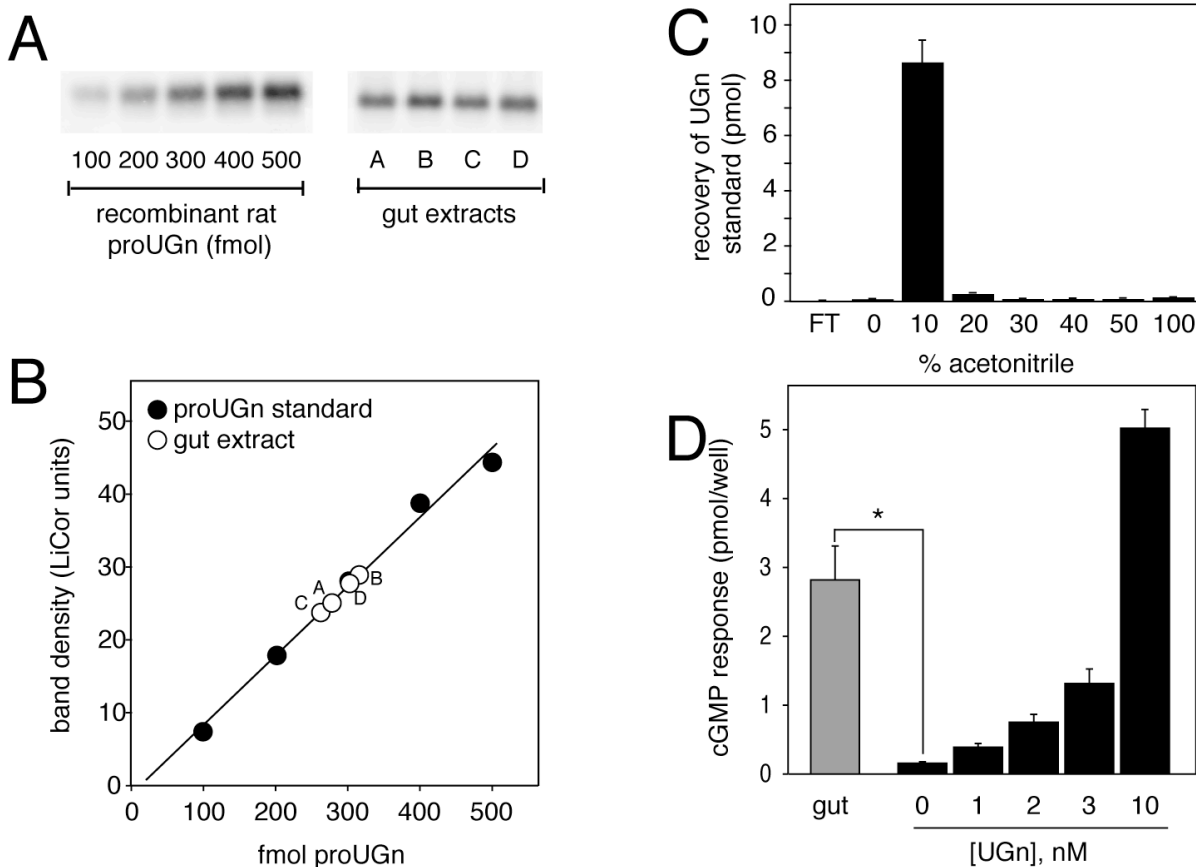 A
100 200 300 400 500
recombinant rat
proUGn (fmol)
A B C D
gut extracts
B
band density (LiCor units)
50
40
30
20
10
0
proUGn standard
gut extract
A
C
B
D
0 100 200 300 400 500
fmol proUGn
C
recovery of UGn
standard (pmol)
10
8
6
4
2
0
FT 0 10 20 30 40 50 100
% acetonitrile
D
cGMP response (pmol/well)
5
4
3
2
1
0
*
gut 0 1 2 3 10
[UGn], nM